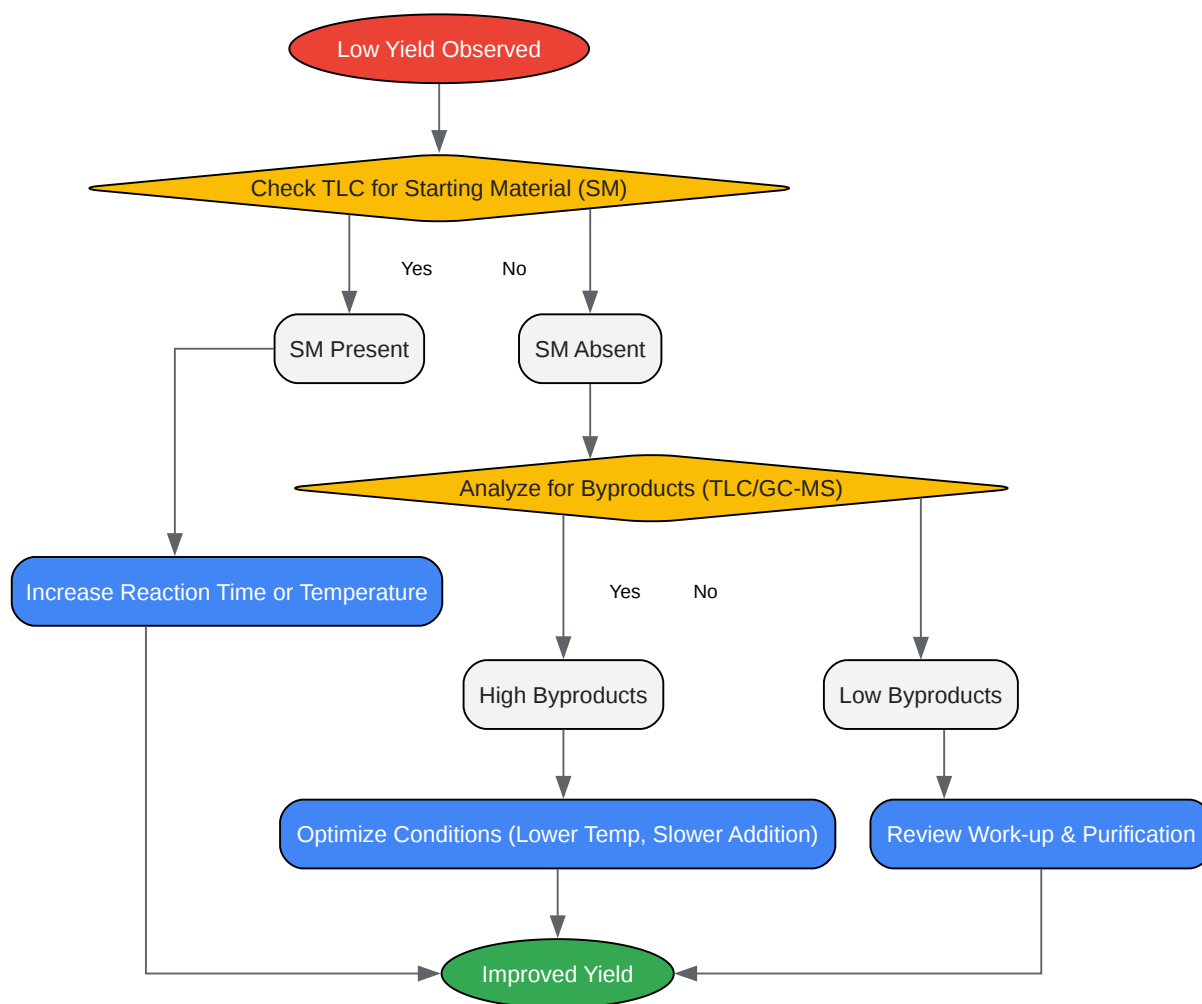 Low Yield Observed
Check TLC for Starting Material (SM)
Yes
No
SM Present
SM Absent
Analyze for Byproducts (TLC/GC-MS)
Increase Reaction Time or Temperature
Yes
No
High Byproducts
Low Byproducts
Optimize Conditions (Lower Temp, Slower Addition)
Review Work-up & Purification
Improved Yield